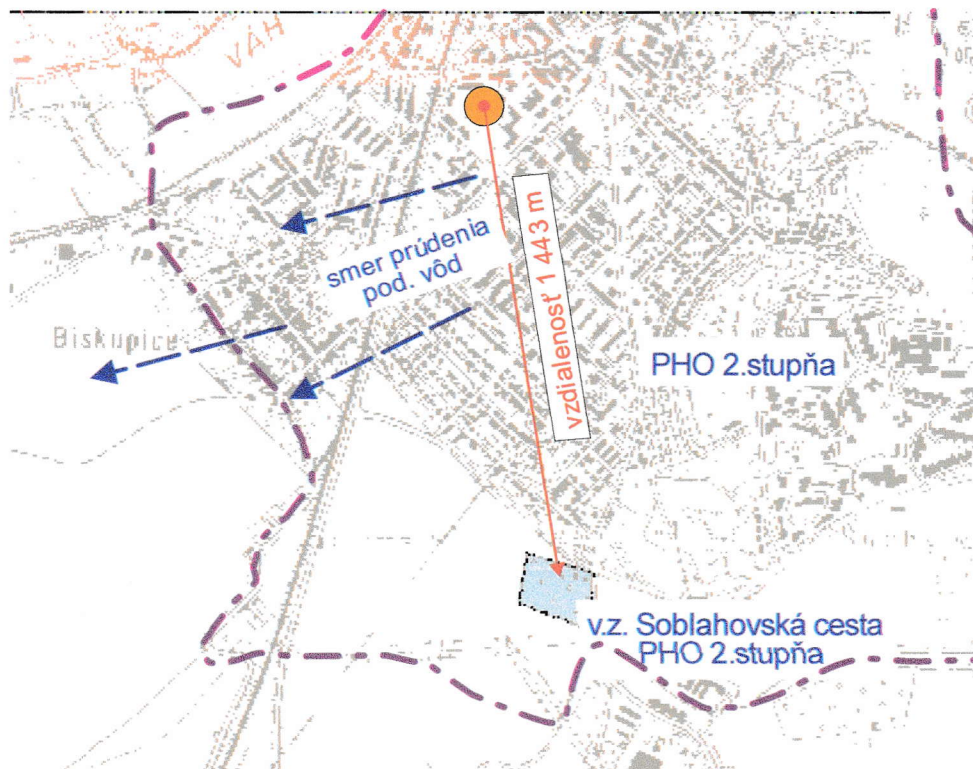 VÁH
smer prúdenia
pod. vôd
vzdialenosť 1 443 m
Biskupice
PHO 2.stupňa
v.z. Soblahovská cesta
PHO 2.stupňa